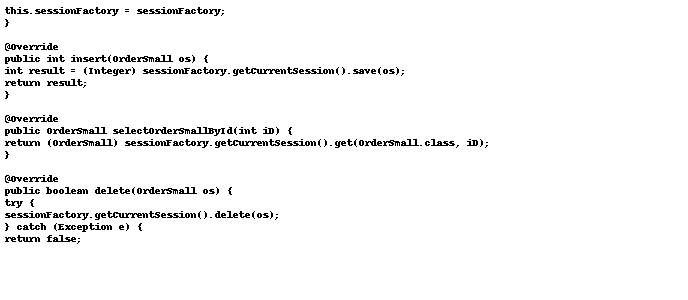 this.sessionFactory = sessionFactory;
}

@Override
public int insert(OrderSmall os) {
int result = (Integer) sessionFactory.getCurrentSession().save(os);
return result;
}

@Override
public OrderSmall selectOrderSmallById(int iD) {
return (OrderSmall) sessionFactory.getCurrentSession().get(OrderSmall.class, iD);
}

@Override
public boolean delete(OrderSmall os) {
try {
sessionFactory.getCurrentSession().delete(os);
} catch (Exception e) {
return false;